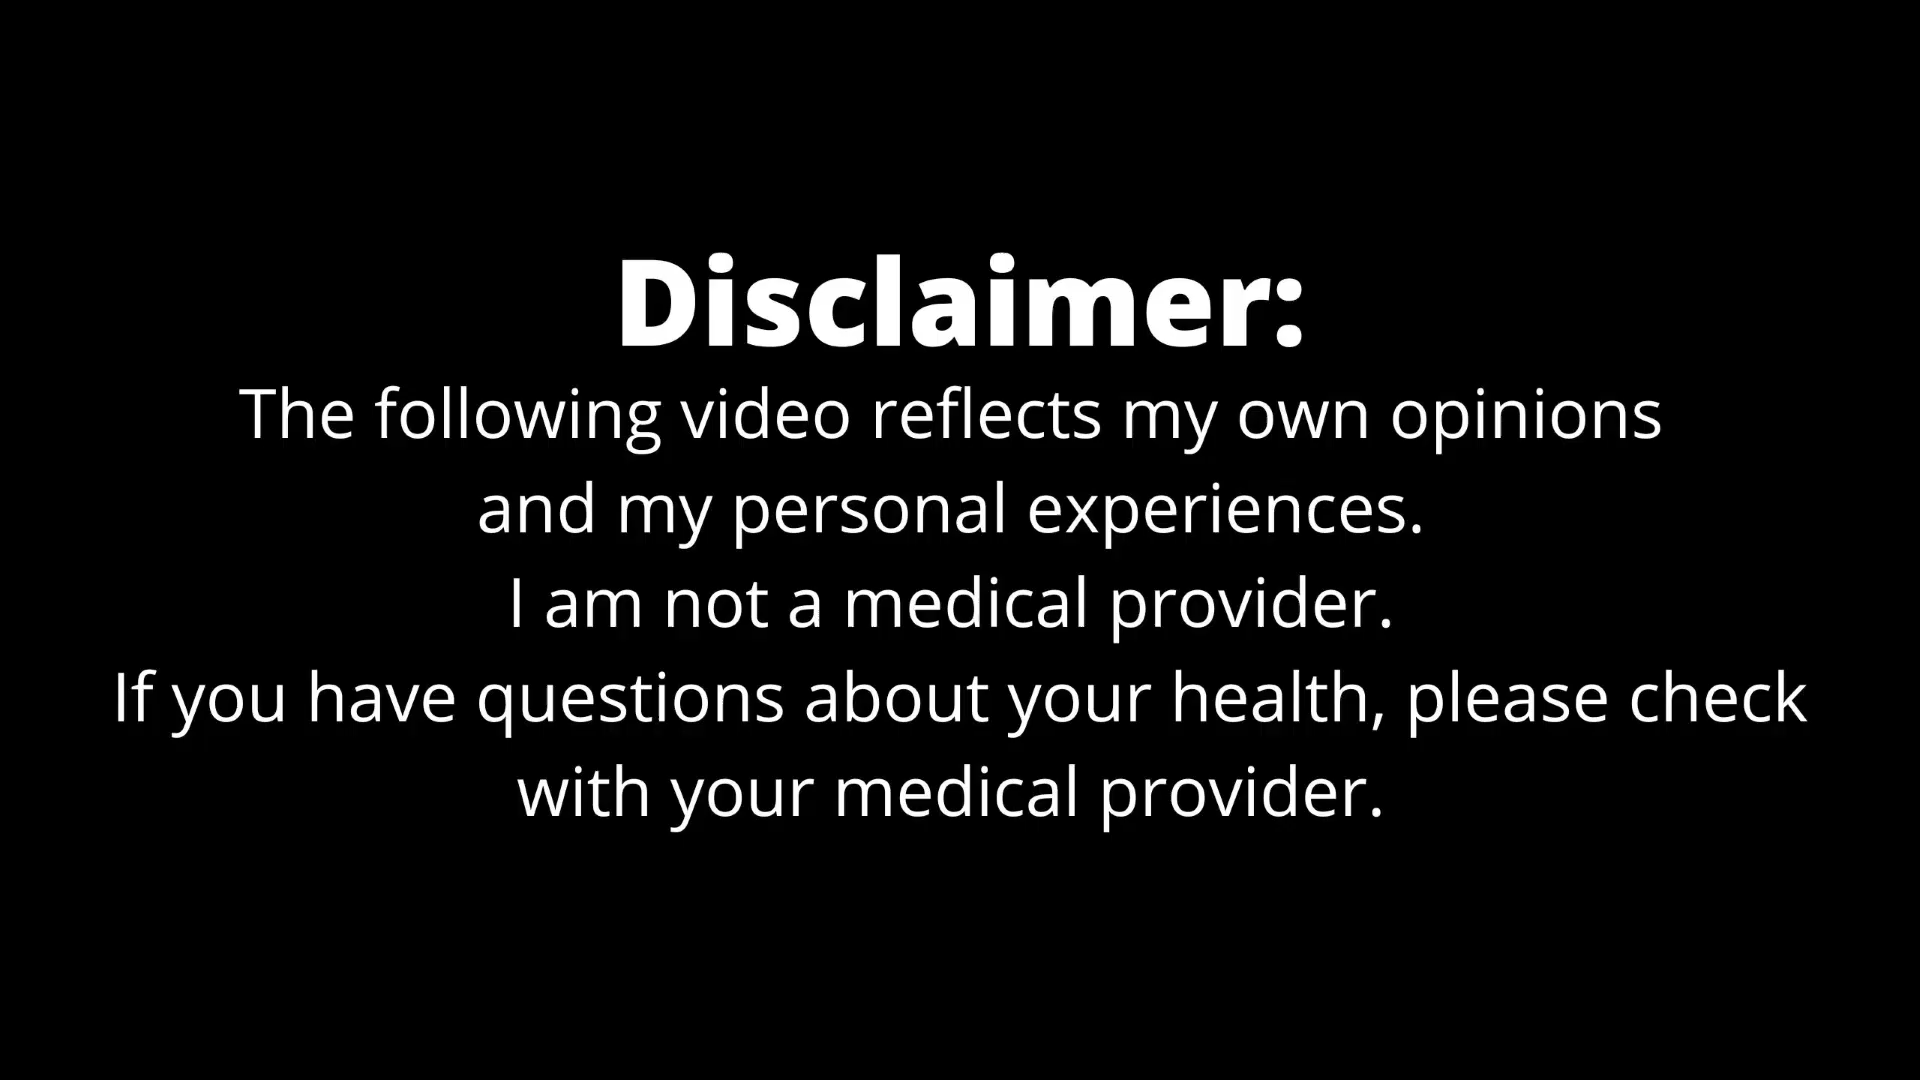 Disclaimer:
The following video reflects my own opinions
and my personal experiences.
I am not a medical provider.
If you have questions about your health, please check
with your medical provider.